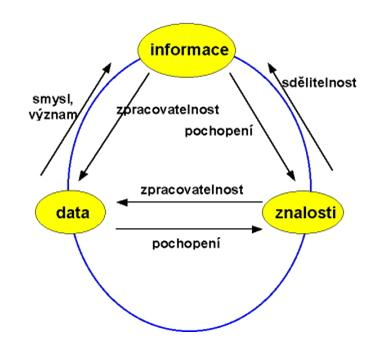 informace
sdělitelnost
smysl,
význam
zpracovatelnost
pochopení
zpracovatelnost
data
znalosti
pochopení